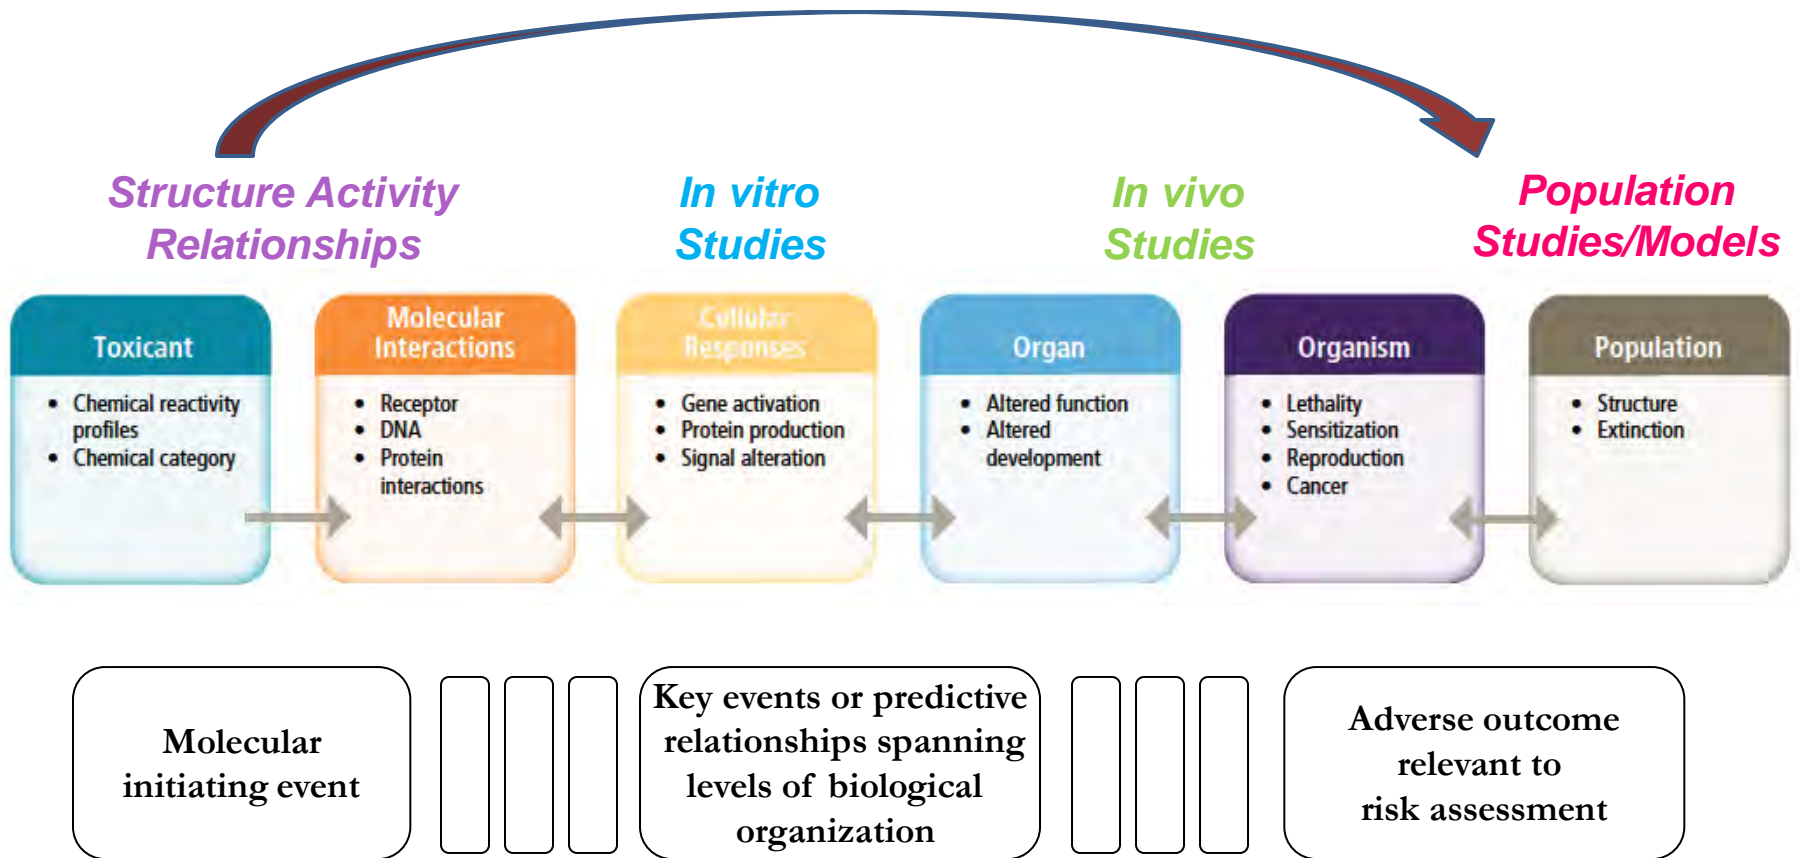 Structure Activity
Relationships
In vitro
Studies
In vivo
Studies
Population
Studies/Models
Toxicant
• Chemical reactivity
profiles
• Chemical category
Molecular
Interactions
• Receptor
• DNA
• Protein
interactions
Cellular
Responses
• Gene activation
• Protein production
• Signal alteration
Organ
• Altered function
• Altered
development
Organism
• Lethality
• Sensitization
• Reproduction
• Cancer
Population
• Structure
• Extinction
Molecular
initiating event
Key events or predictive
relationships spanning
levels of biological
organization
Adverse outcome
relevant to
risk assessment